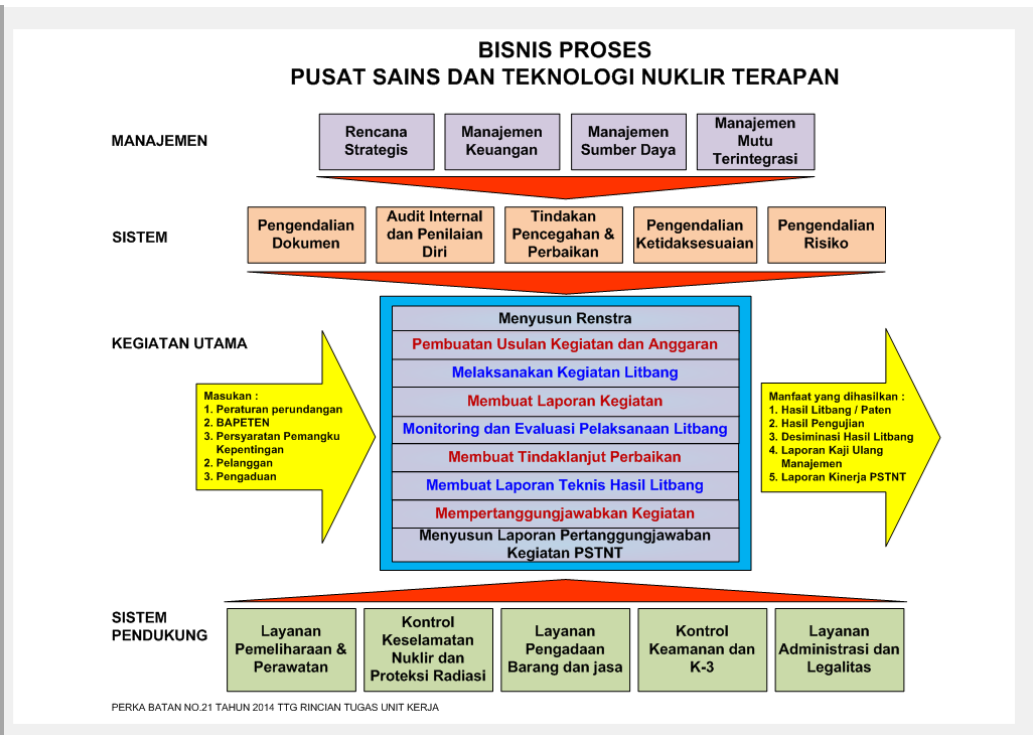 BISNIS PROSES
PUSAT SAINS DAN TEKNOLOGI NUKLIR TERAPAN
MANAJEMEN
Rencana
Strategis
Manajemen
Keuangan
Manajemen
Sumber Daya
Manajemen
Mutu
Terintegrasi
SISTEM
Pengendalian
Dokumen
Audit Internal
dan Penilaian
Diri
Tindakan
Pencegahan &
Perbaikan
Pengendalian
Ketidaksesuaian
Pengendalian
Risiko
KEGIATAN UTAMA
Masukan :
1. Peraturan perundangan
2. BAPETEN
3. Persyaratan Pemangku
Kepentingan
2. Pelanggan
3. Pengaduan
Menyusun Renstra
Pembuatan Usulan Kegiatan dan Anggaran
Melaksanakan Kegiatan Litbang
Membuat Laporan Kegiatan
Monitoring dan Evaluasi Pelaksanaan Litbang
Membuat Tindaklanjut Perbaikan
Membuat Laporan Teknis Hasil Litbang
Mempertanggungjawabkan Kegiatan
Menyusun Laporan Pertanggungjawaban
Kegiatan PSTNT
Manfaat yang dihasilkan :
1. Hasil Litbang / Paten
2. Hasil Pengujian
3. Desiminasi Hasil Litbang
4. Laporan Kaji Ulang
Manajemen
5. Laporan Kinerja PSTNT
SISTEM
PENDUKUNG
Layanan
Pemeliharaan &
Perawatan
Kontrol
Keselamatan
Nuklir dan
Proteksi Radiasi
Layanan
Pengadaan
Barang dan jasa
Kontrol
Keamanan dan
K-3
Layanan
Administrasi dan
Legalitas
PERKA BATAN NO.21 TAHUN 2014 TTG RINCIAN TUGAS UNIT KERJA